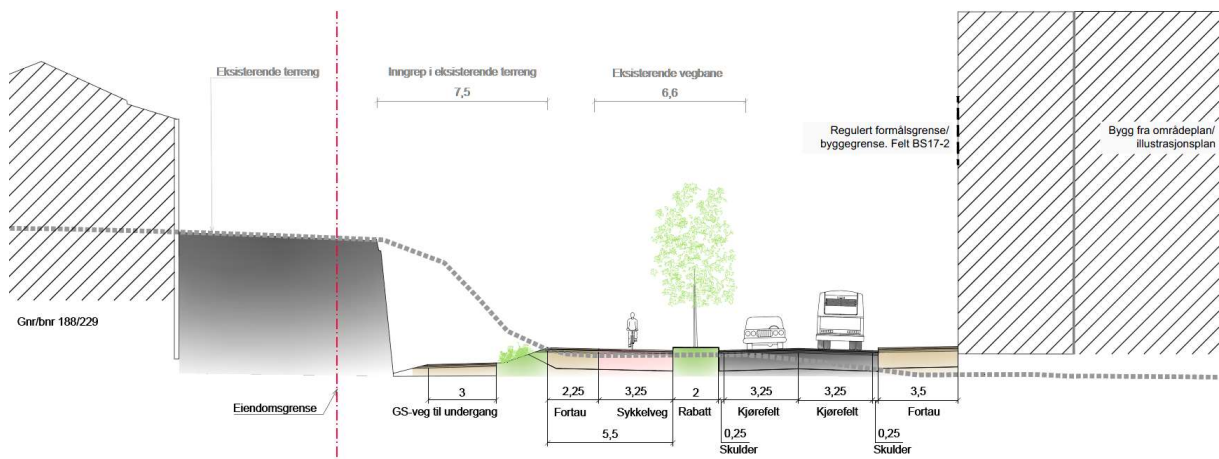 Eksisterende terreng
Inngrep i eksisterende terreng
7,5
Eksisterende vegbane
6,6
Regulert formålsgrense/
byggegrense. Felt BS17-2
Bygg fra områdeplan/
illustrasjonsplan
Gnr/bnr 188/229
Eiendomsgrense
3
GS-veg til undergang
2,25
Fortau
3,25
Sykkelveg
2
Rabatt
3,25
Kjørefelt
3,25
Kjørefelt
3,5
Fortau
5,5
0,25
Skulder
0,25
Skulder